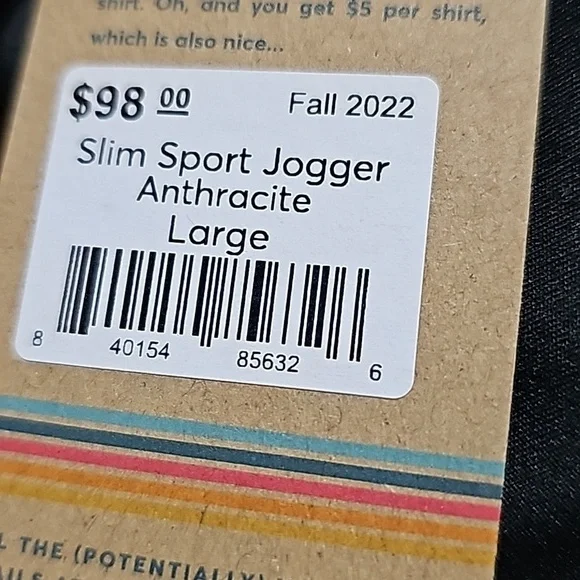 shirt. Oh, and you get $5 per shirt,
which is also nice...
$98 00 Fall 2022
Slim Sport Jogger
Anthracite
Large
8 40154 85632 6
THE (POTENTIALLY)